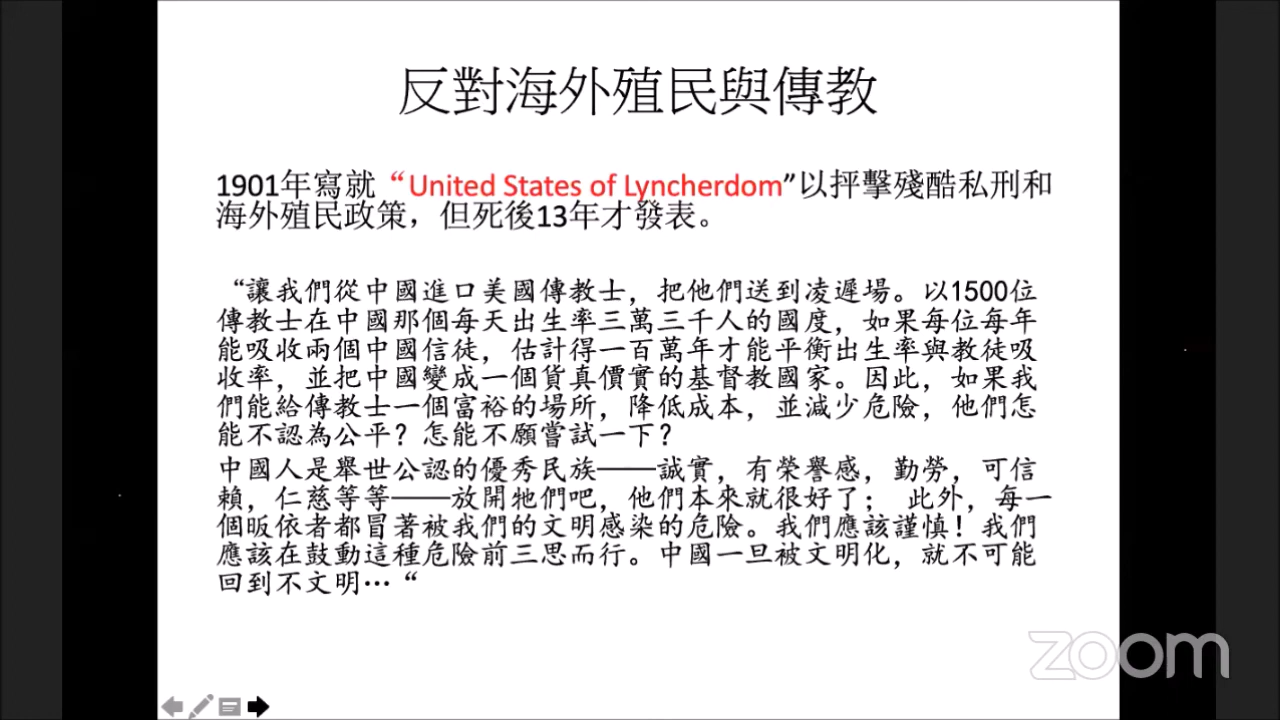 反對海外殖民與傳教
1901年寫就“United States of Lyncherdom”以抨擊殘酷私刑和
海外殖民政策，但死後13年才發表。
“讓我們從中國進口美國傳教士，把他們送到凌遲場。以1500位
傳教士在中國那個每天出生率三萬三千人的國度，如果每位每年
能吸收兩個中國信徒，估計得一百萬年才能平衡出生率與教徒吸
收率，並把中國變成一個貨真價實的基督教國家。因此，如果我
們能給傳教士一個富裕的場所，降低成本，並減少危險，他們怎
能不認為公平？怎能不願嘗試一下？
中國人是舉世公認的優秀民族——誠實，有榮譽感，勤勞，可信
賴，仁慈等等——放開牠們吧，他們本來就很好了； 此外，每一
個皈依者都冒著被我們的文明感染的危險。我們應該謹慎！我們
應該在鼓動這種危險前三思而行。中國一旦被文明化，就不可能
回到不文明…“
zoom